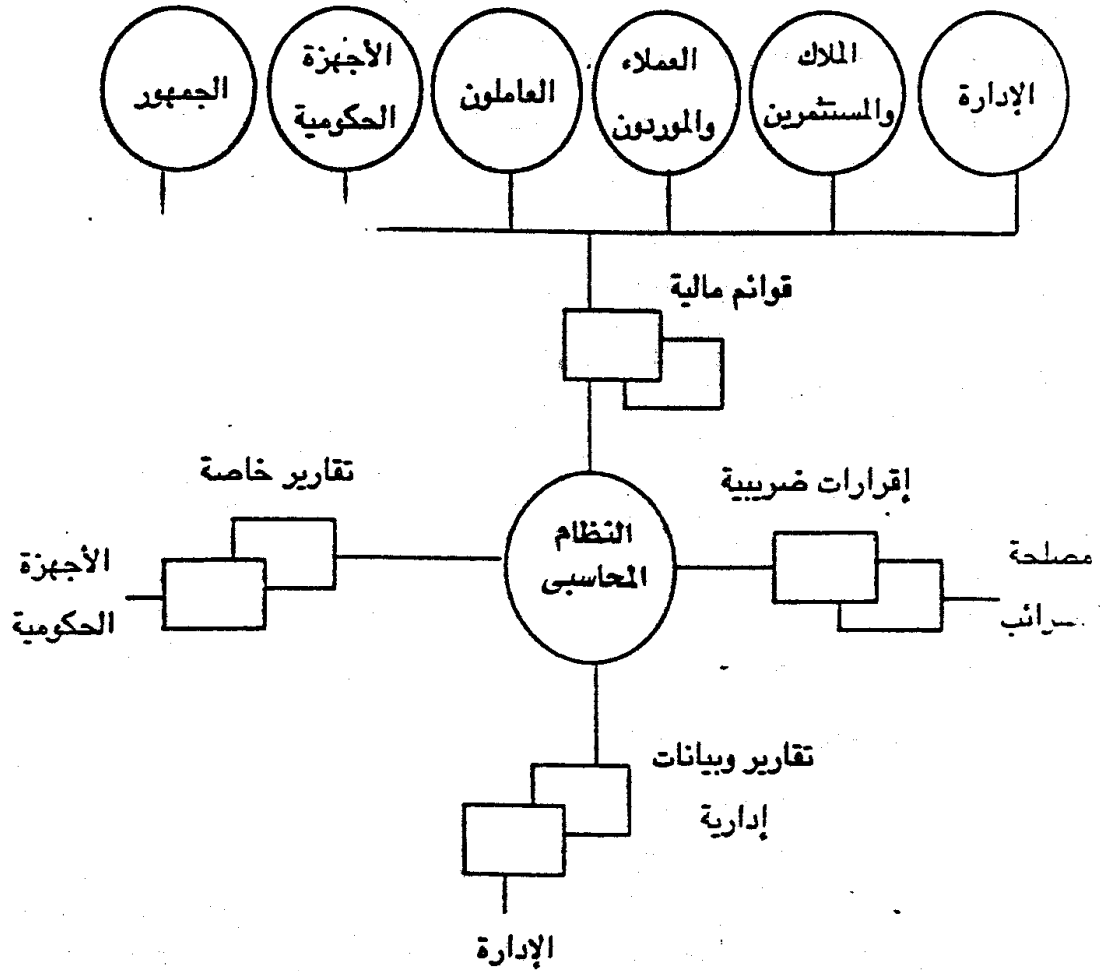 الإدارة
الملاك
والمستثمرين
العملاء
والموردون
العاملون
الأجهزة
الحكومية
الجمهور
قوائم مالية
إقرارات ضريبية
تقارير خاصة
النظام
المحاسبى
مصلحة
الأجهزة
الحكومية
تقارير وبيانات
إدارية
الإدارة